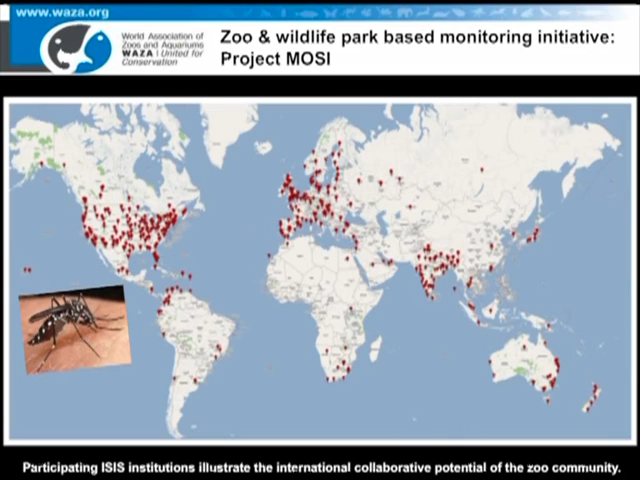 www.waza.org
World Association of
Zoos and Aquariums
WAZA | United for
Conservation
Zoo & wildlife park based monitoring initiative:
Project MOSI
Participating ISIS institutions illustrate the international collaborative potential of the zoo community.